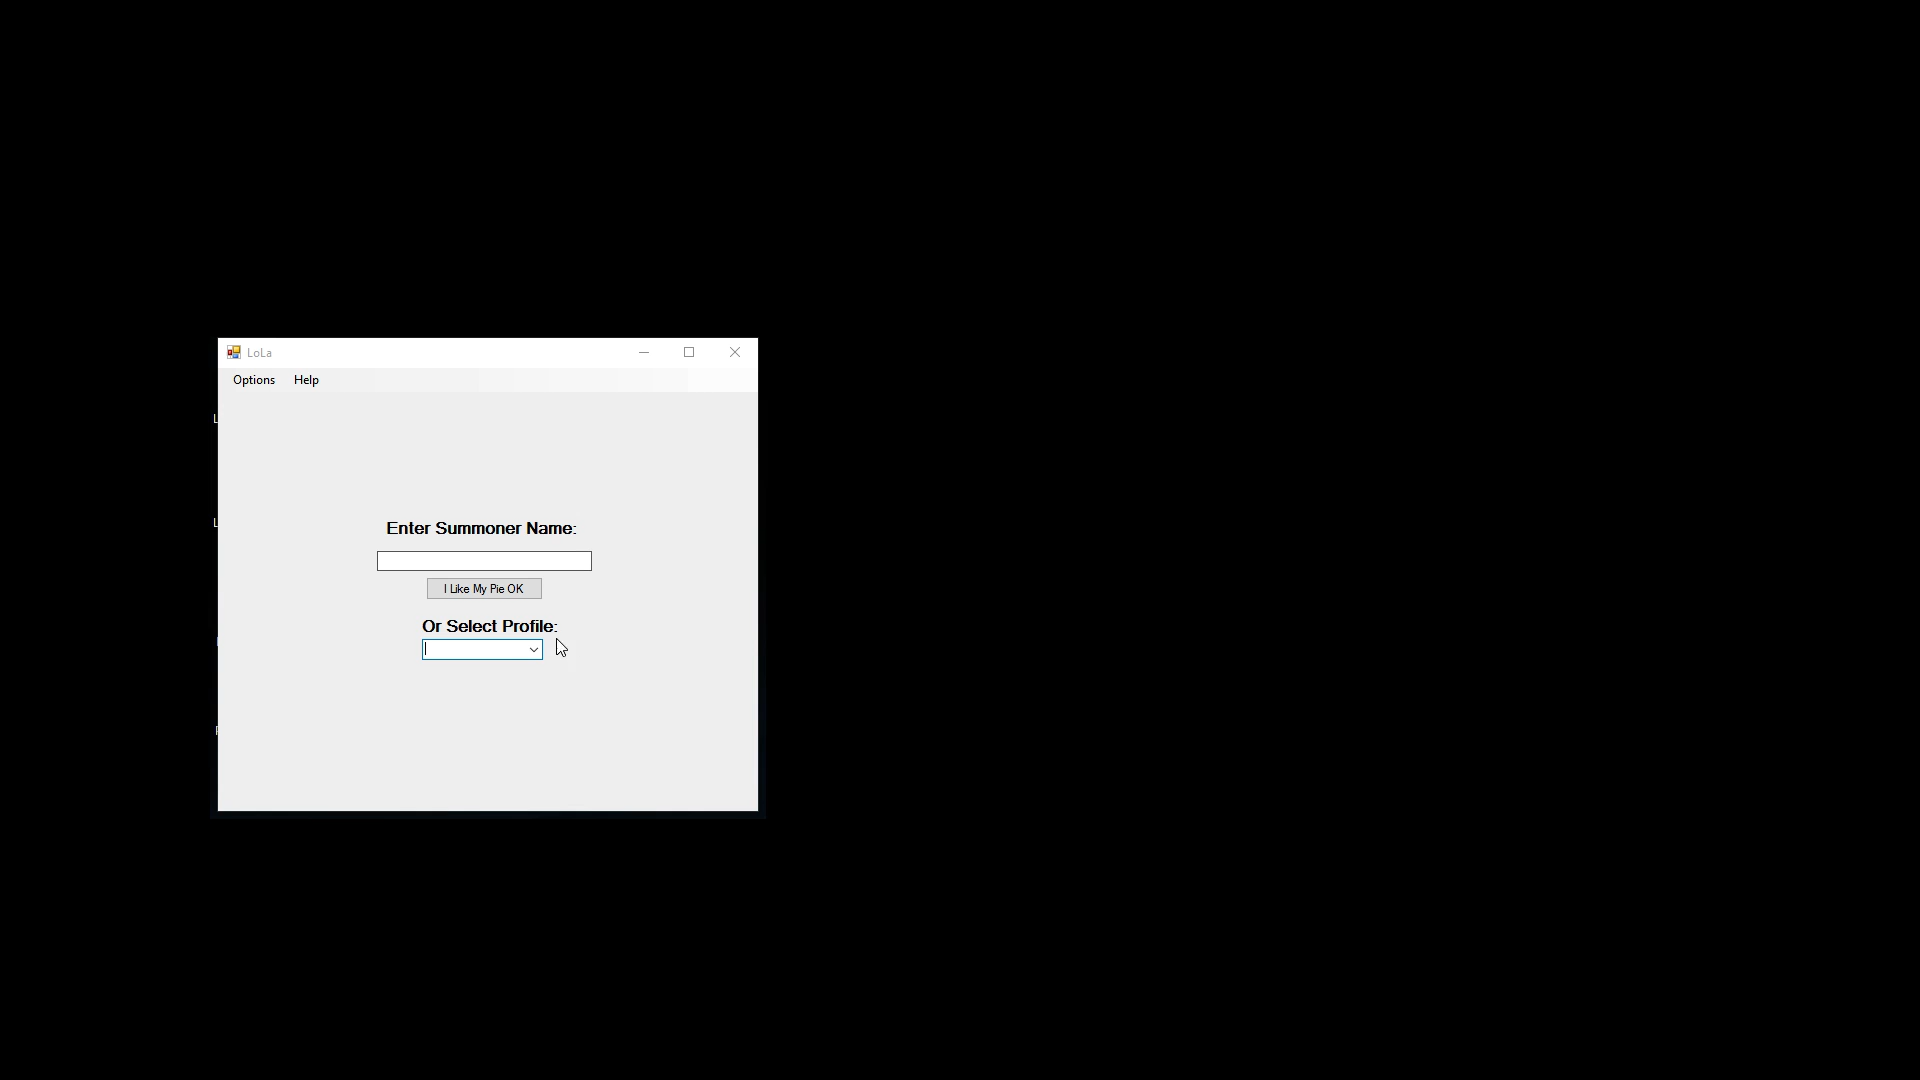 LoLa
Options Help
Enter Summoner Name:
I Like My Pie OK
Or Select Profile: